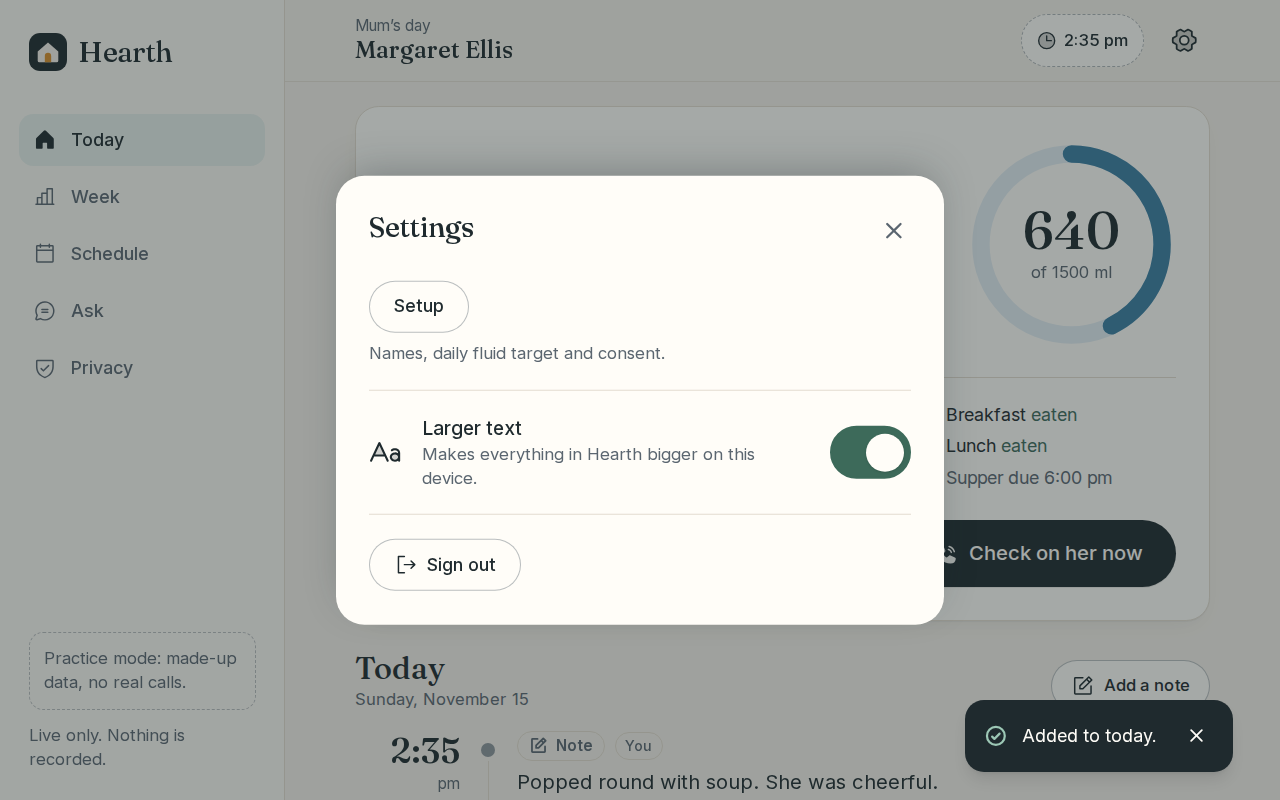 Hearth
Today
Week
Schedule
Ask
Privacy
Practice mode: made-up
data, no real calls.
Live only. Nothing is
recorded.
Mum's day
Margaret Ellis
2:35 pm
640
of 1500 ml
Breakfast eaten
Lunch eaten
Supper due 6:00 pm
Check on her now
Settings
Setup
Names, daily fluid target and consent.
Aa
Larger text
Makes everything in Hearth bigger on this
device.
Sign out
Today
Sunday, November 15
Add a note
2:35
pm
Note
You
Popped round with soup. She was cheerful.
Added to today.